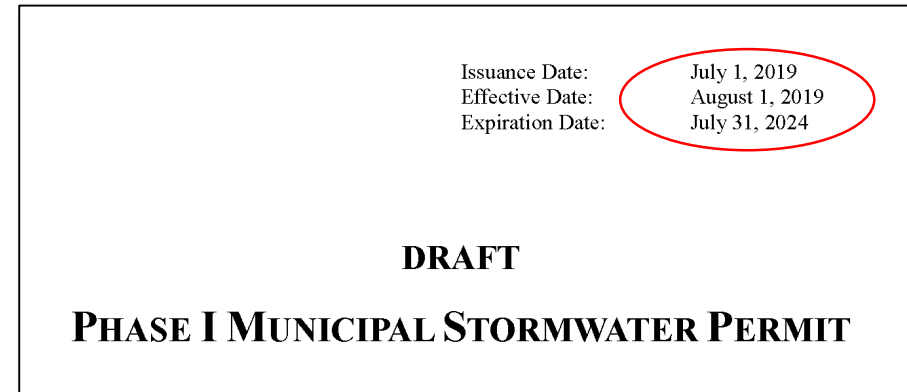 Issuance Date: July 1, 2019
Effective Date: August 1, 2019
Expiration Date: July 31, 2024
DRAFT
PHASE I MUNICIPAL STORMWATER PERMIT